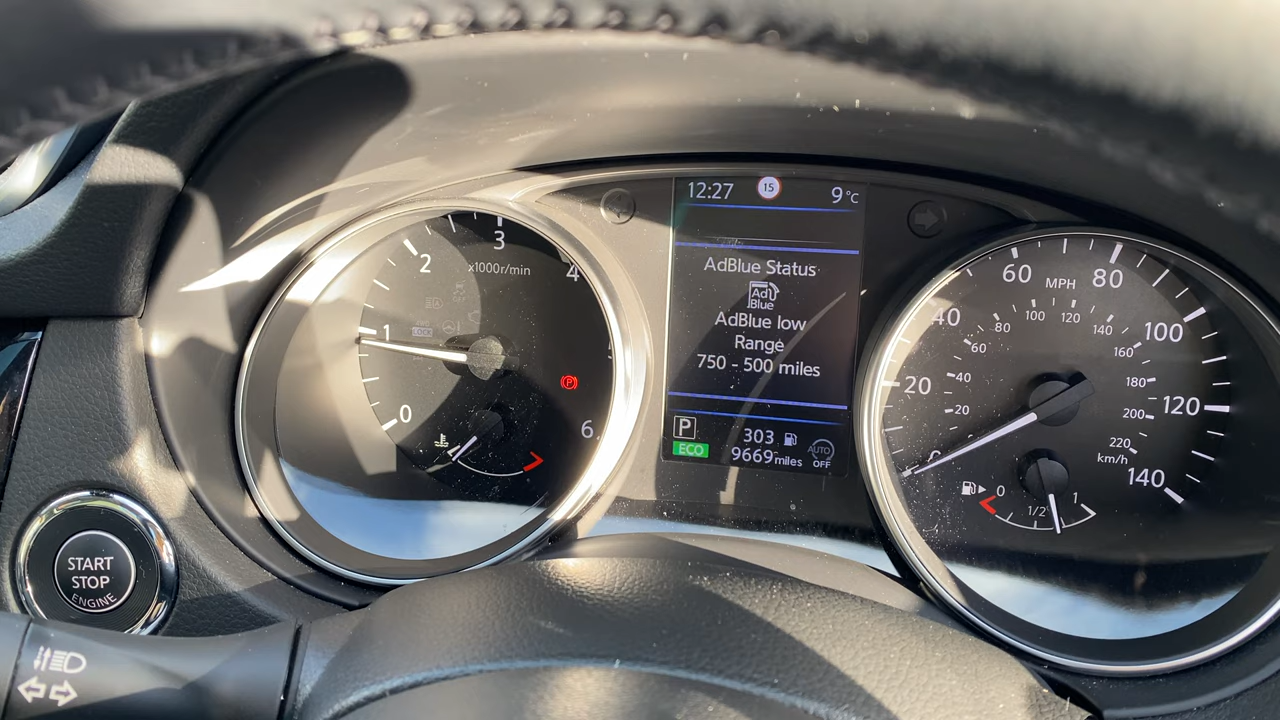 12:27 15 9°C
AdBlue Status
Ad
Blue
AdBlue low
Range
750 - 500 miles
P
ECO
303
9669 miles
AUTO
OFF
0
1
2
3
4
6
x1000r/min
LOCK
P
20
40
60
80
100
120
140
MPH
20
40
60
80
100
120
140
160
180
200
220
km/h
0
1/2
1
START
STOP
ENGINE